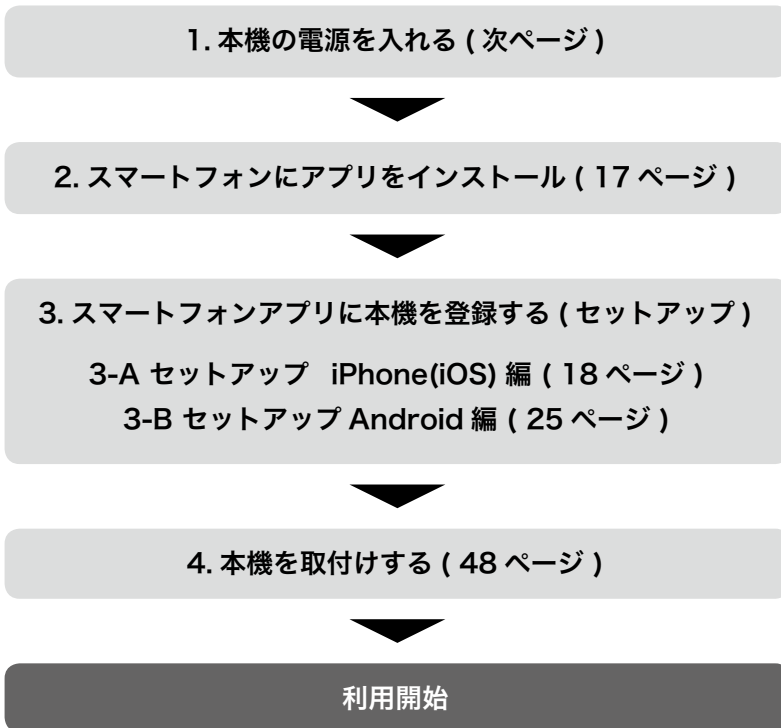 1. 本機の電源を入れる ( 次ページ )
2. スマートフォンにアプリをインストール ( 17 ページ )
3. スマートフォンアプリに本機を登録する ( セットアップ )
3-A セットアップ iPhone(iOS) 編 ( 18 ページ )
3-B セットアップ Android 編 ( 25 ページ )
4. 本機を取付けする ( 48 ページ )
利用開始